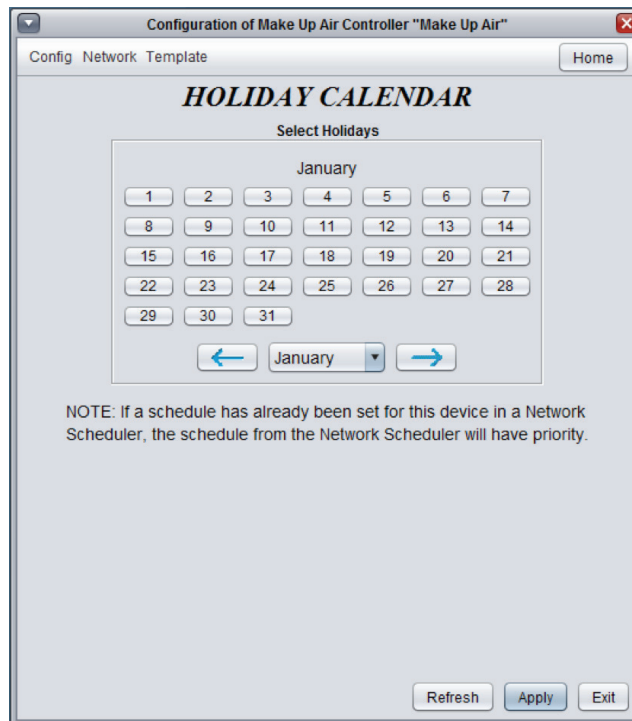 Configuration of Make Up Air Controller "Make Up Air"
Config Network Template Home
HOLIDAY CALENDAR
Select Holidays
January
1 2 3 4 5 6 7
8 9 10 11 12 13 14
15 16 17 18 19 20 21
22 23 24 25 26 27 28
29 30 31
January
NOTE: If a schedule has already been set for this device in a Network
Scheduler, the schedule from the Network Scheduler will have priority.
Refresh Apply Exit